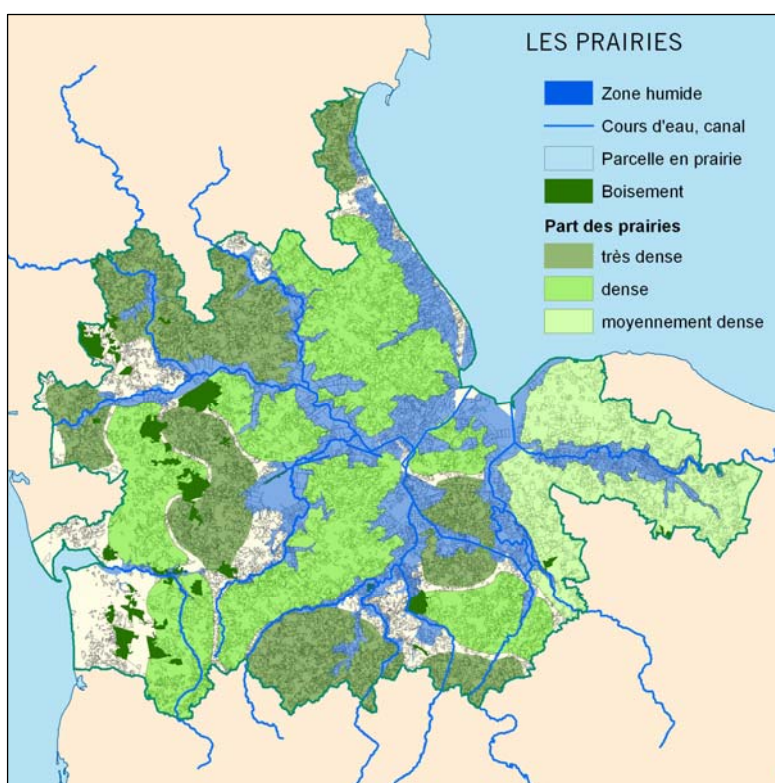 LES PRAIRIES
Zone humide
Cours d'eau, canal
Parcelle en prairie
Boisement
Part des prairies
très dense
dense
moyennement dense